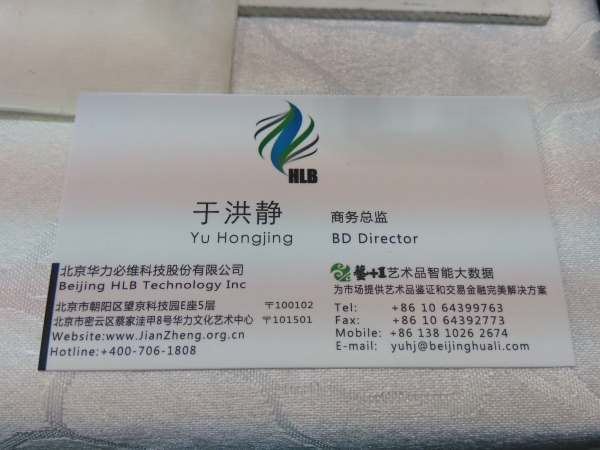 HLB
于洪静 商务总监
Yu Hongjing BD Director
北京华力必维科技股份有限公司
Beijing HLB Technology Inc
北京市朝阳区望京科技园E座5层 〒100102
北京市密云区蔡家洼甲8号华力文化艺术中心 〒101501
Website:www.JianZheng.org.cn
Hotline:+400-706-1808
藝+1艺术品智能大数据
为市场提供艺术品鉴证和交易金融完美解决方案
Tel: +86 10 64399763
Fax: +86 10 64392773
Mobile: +86 138 1026 2674
E-mail: yuhj@beijinghuali.com